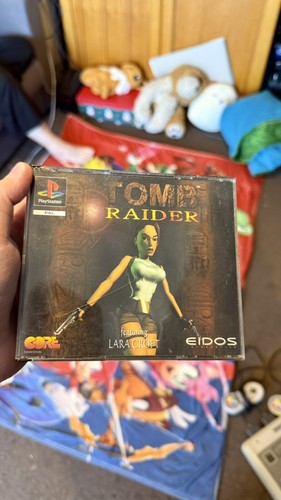 PlayStation
PAL
TOMB
RAIDER
featuring
LARA CROFT
CORE
EIDOS